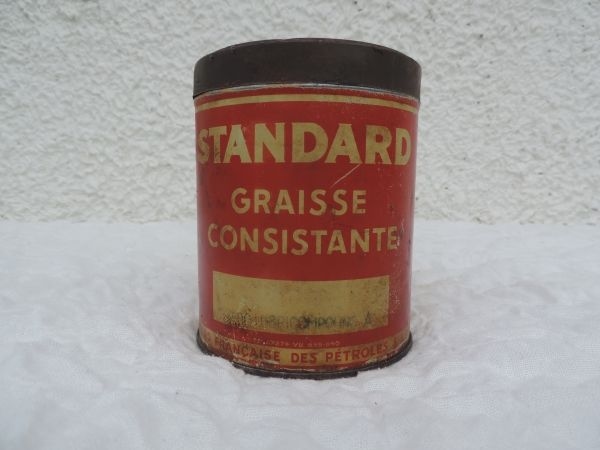 STANDARD
GRAISSE
CONSISTANTE
A
FRANÇAISE DES PÉTROLES